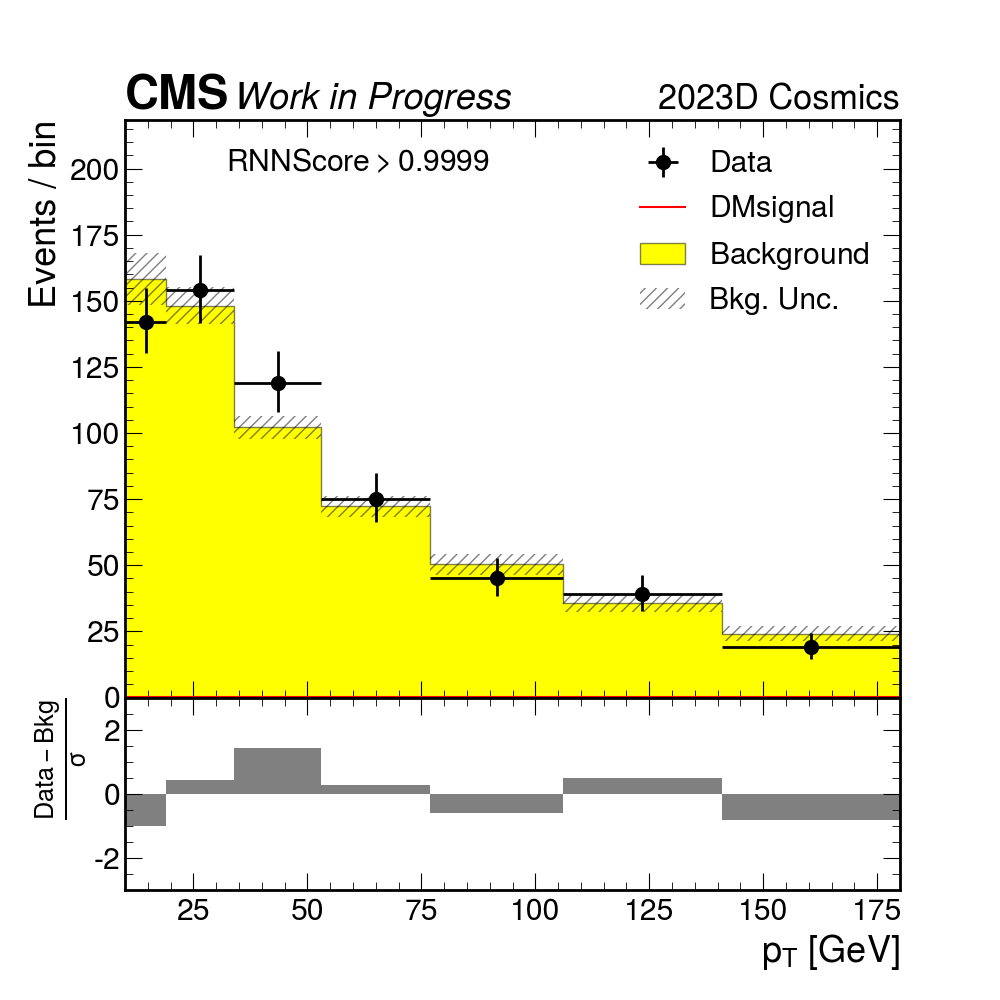 CMS Work in Progress 2023D Cosmics
RNNScore > 0.9999
Data
DMsignal
Background
Bkg. Unc.
Events / bin
200
175
150
125
100
75
50
25
0
Data – Bkg
σ
2
0
-2
25 50 75 100 125 150 175
p_T [GeV]